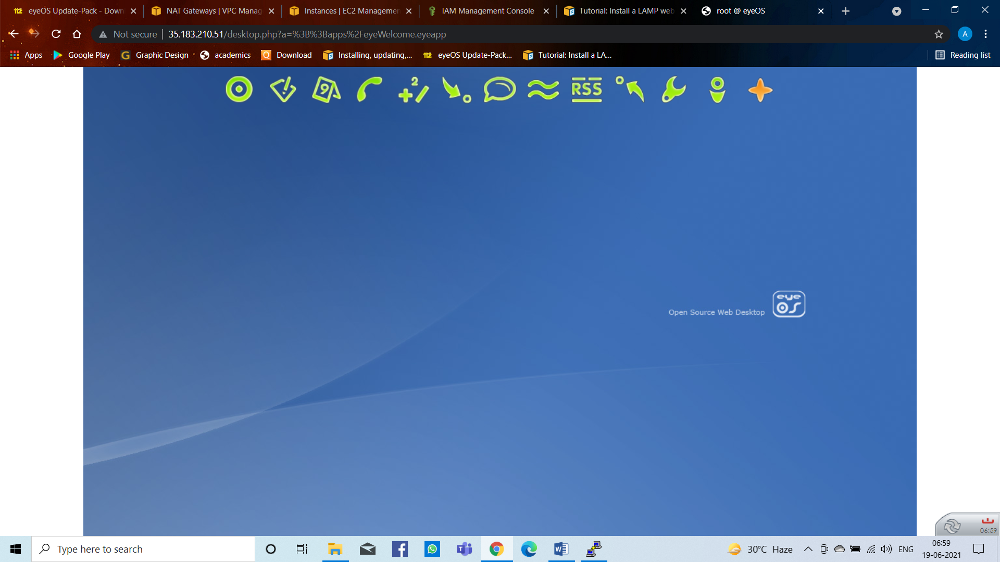 eyeOS Update-Pack - Down
NAT Gateways | VPC Manag
Instances | EC2 Managemen
IAM Management Console
Tutorial: Install a LAMP web
root @ eyeOS
Not secure
35.183.210.51/desktop.php?a=%3B%3Bapps%2FeyeWelcome.eyeapp
A
Apps
Google Play
G
Graphic Design
academics
Q
Download
Installing, updating,...
112
eyeOS Update-Pack...
Tutorial: Install a LA...
Reading list
9
2
RSS
Open Source Web Desktop
eye
OS
06:59
Type here to search
30°C Haze
ENG
06:59
19-06-2021